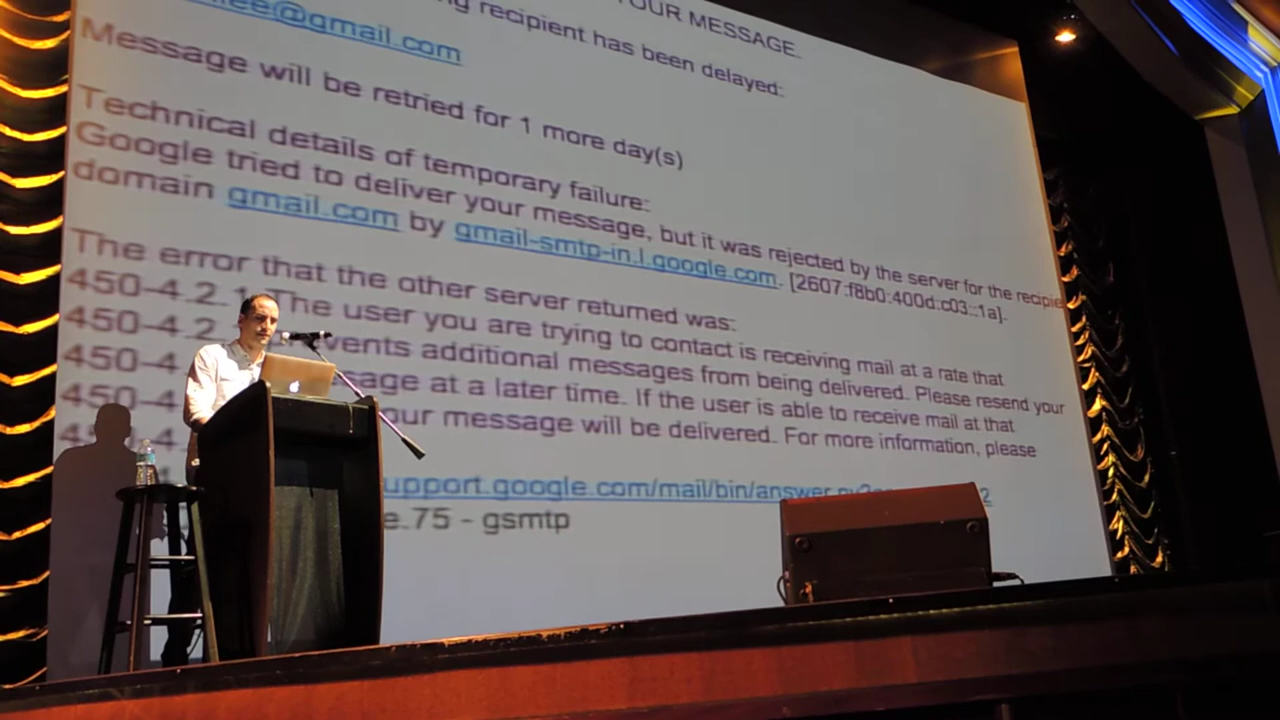 YOUR MESSAGE.
recipient has been delayed:
@gmail.com
Message will be retried for 1 more day(s)
Technical details of temporary failure:
Google tried to deliver your message, but it was rejected by the server for the recipie
domain gmail.com by gmail-smtp-in.l.google.com. [2607:f8b0:400d:c03::1a].
The error that the other server returned was:
450-4.2.1 The user you are trying to contact is receiving mail at a rate that
450-4.2. vents additional messages from being delivered. Please resend your
450-4. sage at a later time. If the user is able to receive mail at that
450-4 our message will be delivered. For more information, please
upport.google.com/mail/bin/answer
e.75 - gsmtp